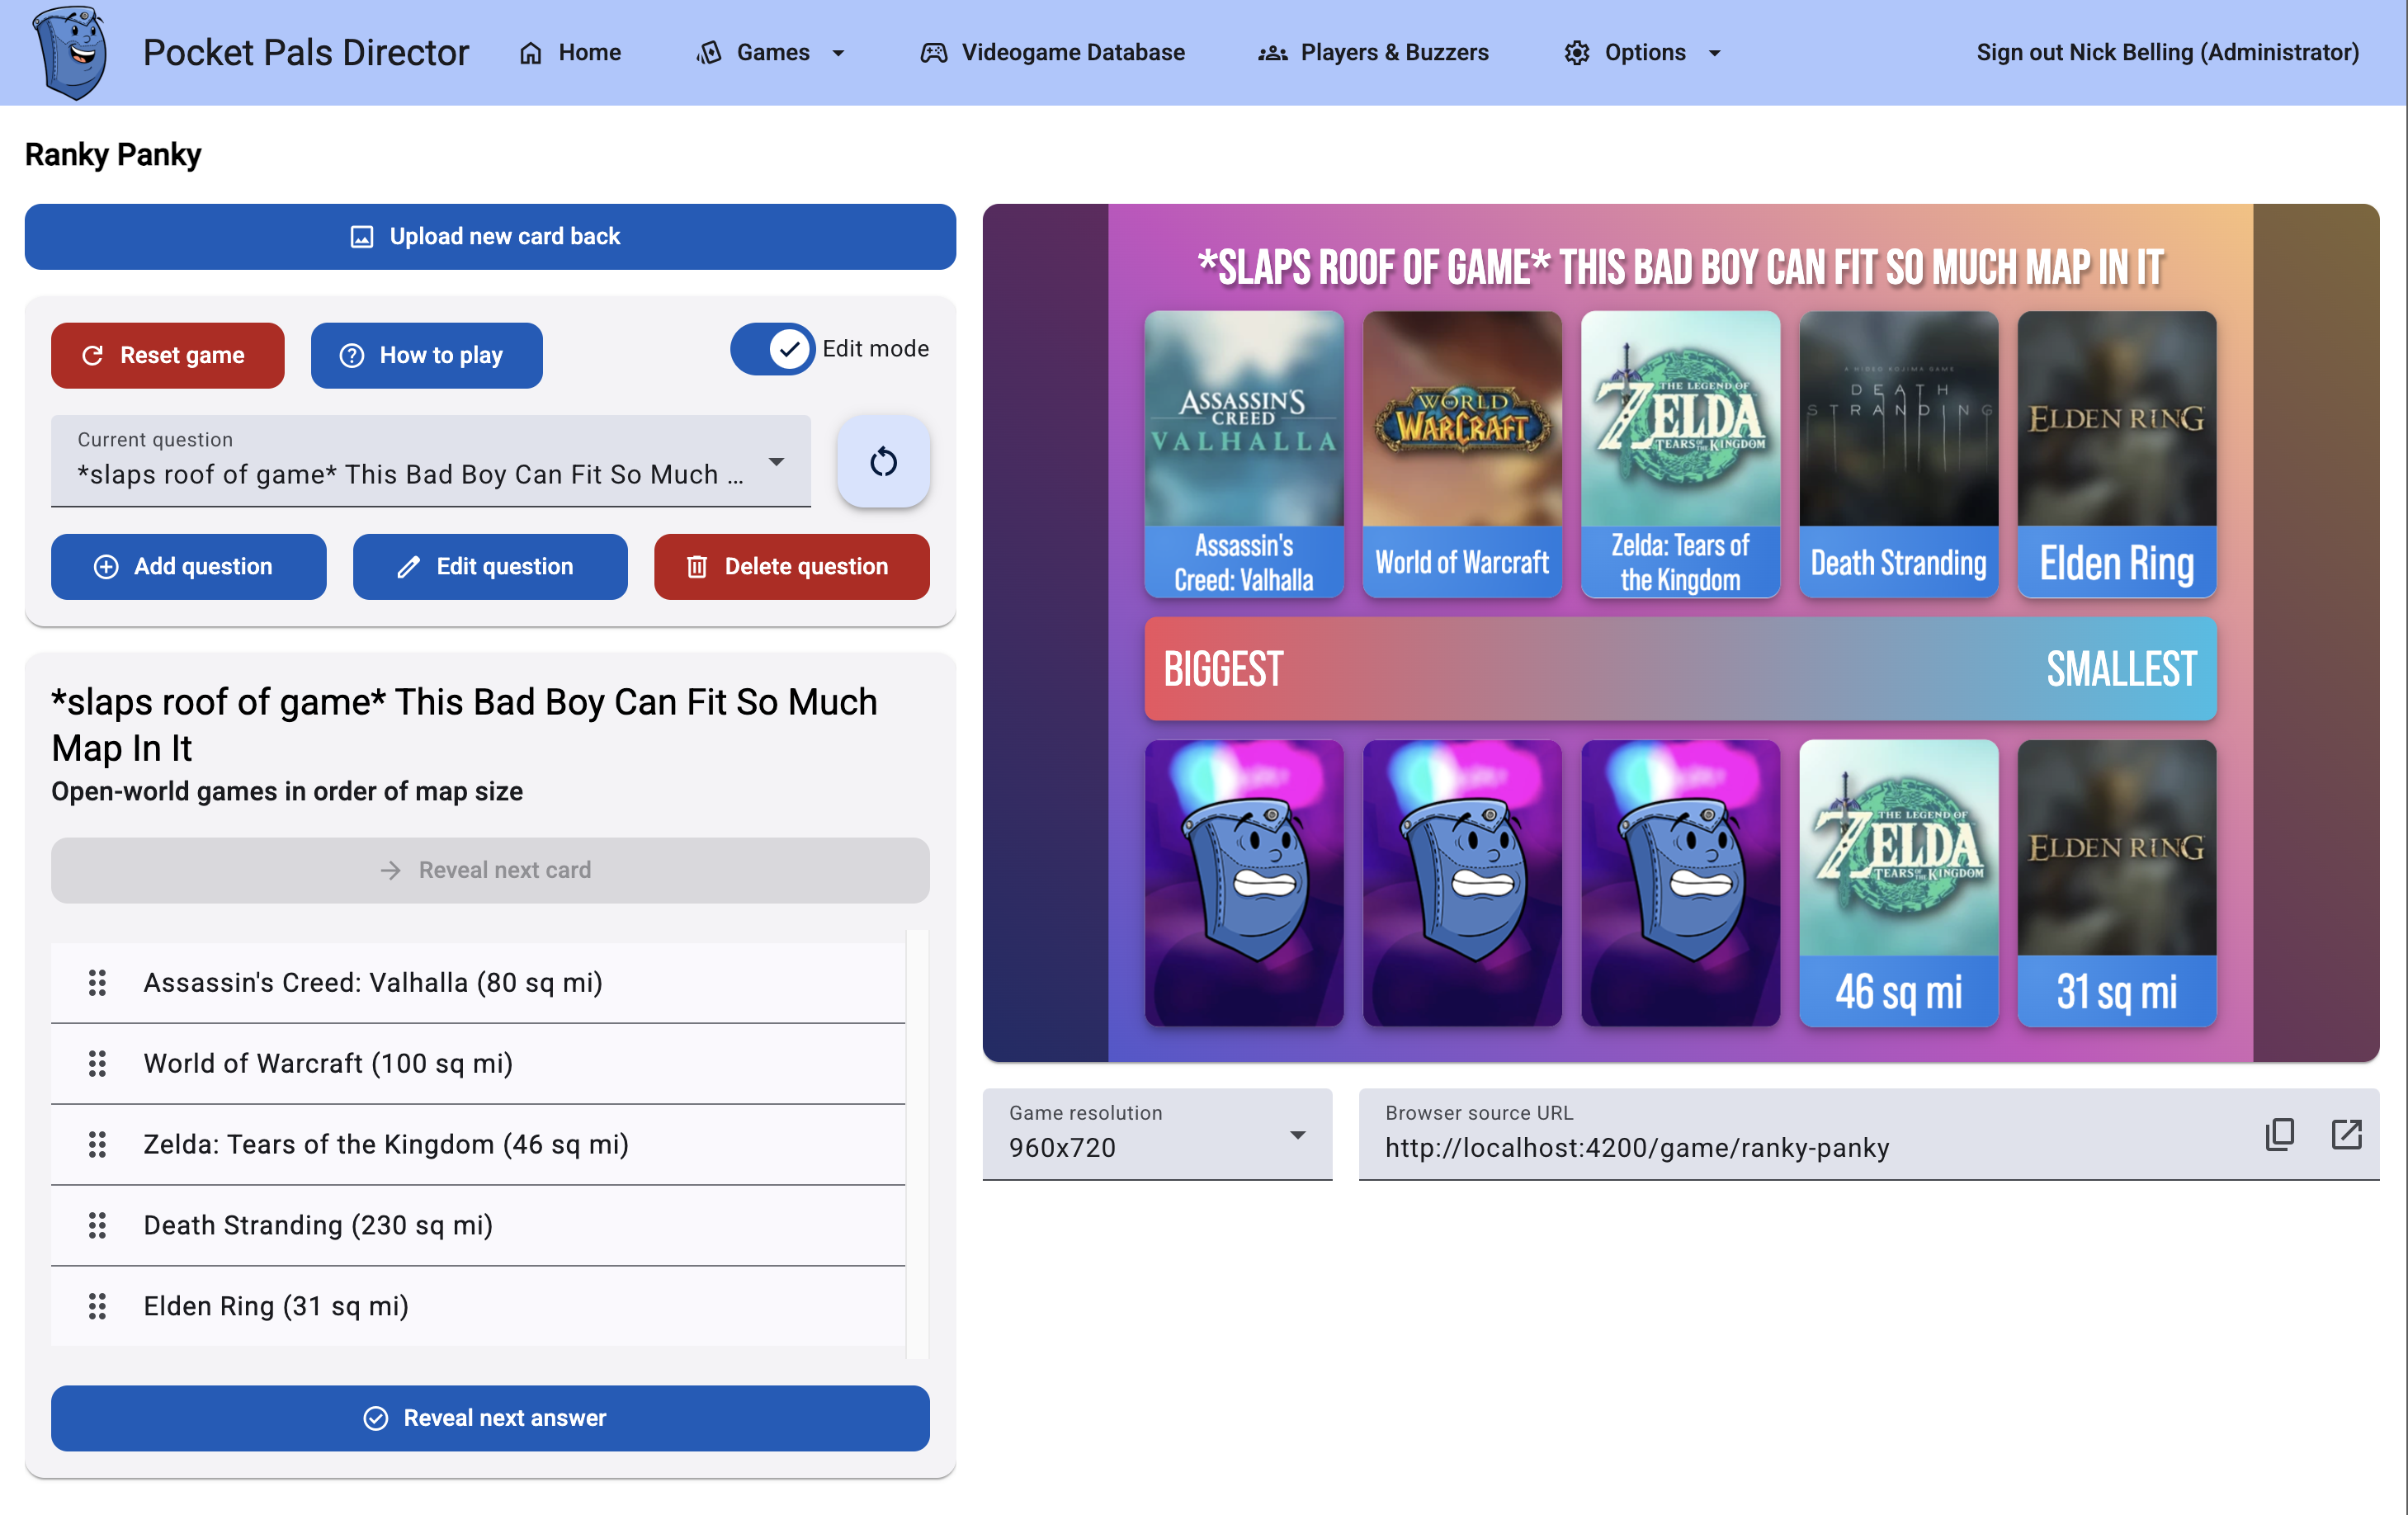 Pocket Pals Director
Home
Games
Videogame Database
Players & Buzzers
Options
Sign out Nick Belling (Administrator)
Ranky Panky
Upload new card back
Reset game
How to play
Edit mode
Current question
*slaps roof of game* This Bad Boy Can Fit So Much ...
Add question
Edit question
Delete question
*slaps roof of game* This Bad Boy Can Fit So Much
Map In It
Open-world games in order of map size
Reveal next card
Assassin's Creed: Valhalla (80 sq mi)
World of Warcraft (100 sq mi)
Zelda: Tears of the Kingdom (46 sq mi)
Death Stranding (230 sq mi)
Elden Ring (31 sq mi)
Reveal next answer
*SLAPS ROOF OF GAME* THIS BAD BOY CAN FIT SO MUCH MAP IN IT
ASSASSIN'S
CREED
VALHALLA
Assassin's
Creed: Valhalla
WORLD
OF
WARCRAFT
World of Warcraft
THE LEGEND OF
ZELDA
TEARS OF THE KINGDOM
Zelda: Tears of
the Kingdom
A HIDEO KOJIMA GAME
DEATH
STRANDING
Death Stranding
ELDEN RING
Elden Ring
BIGGEST
SMALLEST
THE LEGEND OF
ZELDA
TEARS OF THE KINGDOM
46 sq mi
ELDEN RING
31 sq mi
Game resolution
960x720
Browser source URL
http://localhost:4200/game/ranky-panky